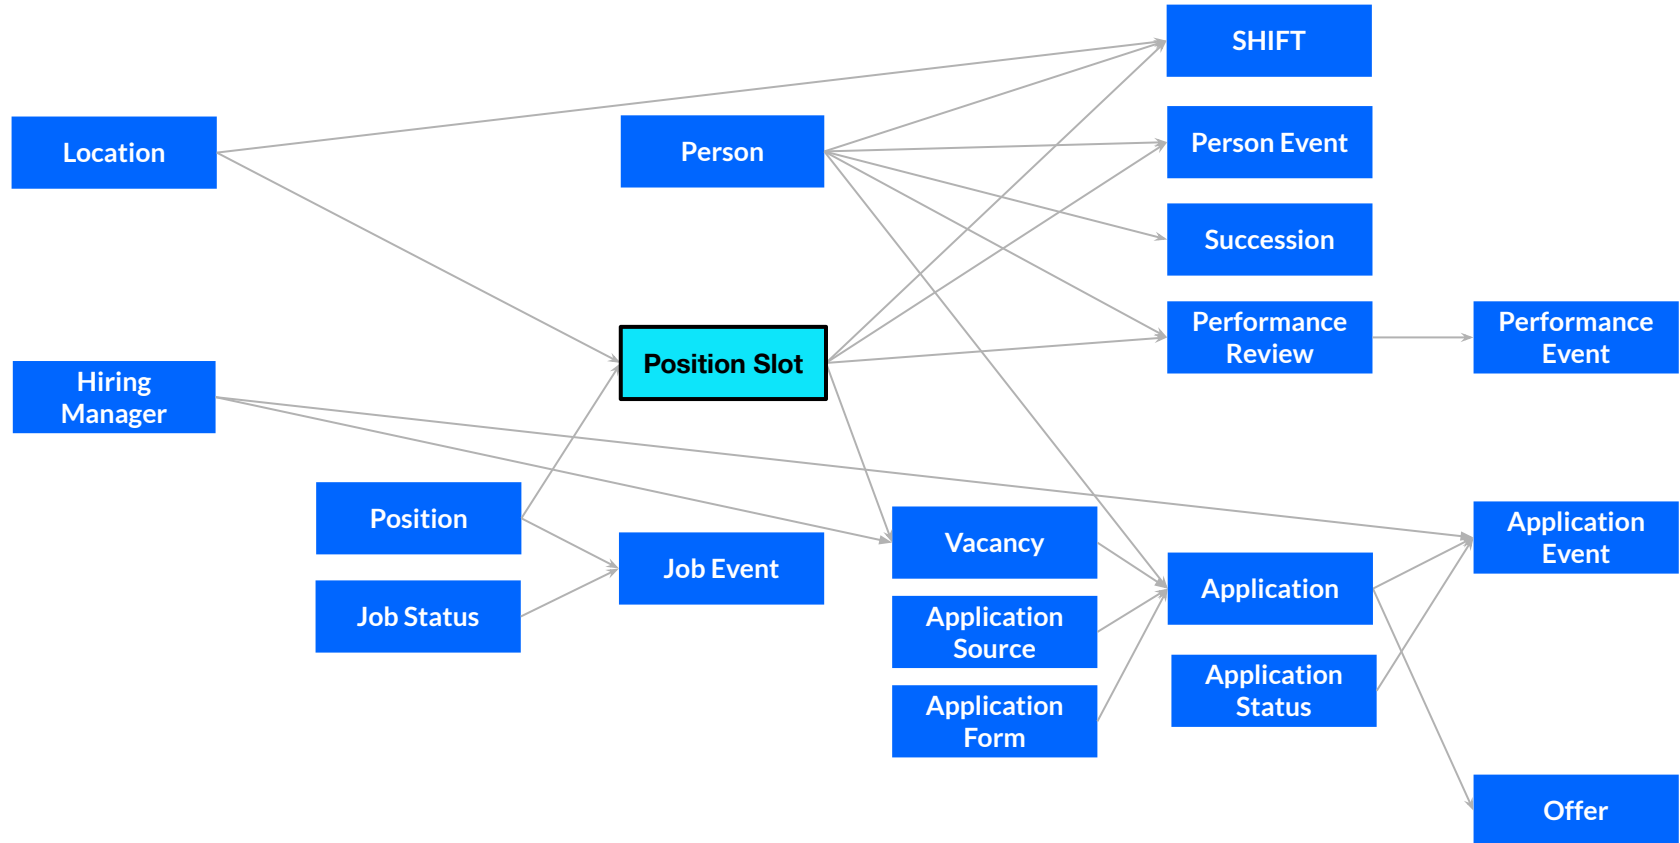 SHIFT
Location
Person
Person Event
Succession
Position Slot
Performance
Review
Performance
Event
Hiring
Manager
Position
Job Event
Job Status
Vacancy
Application
Source
Application
Form
Application
Application
Status
Application
Event
Offer